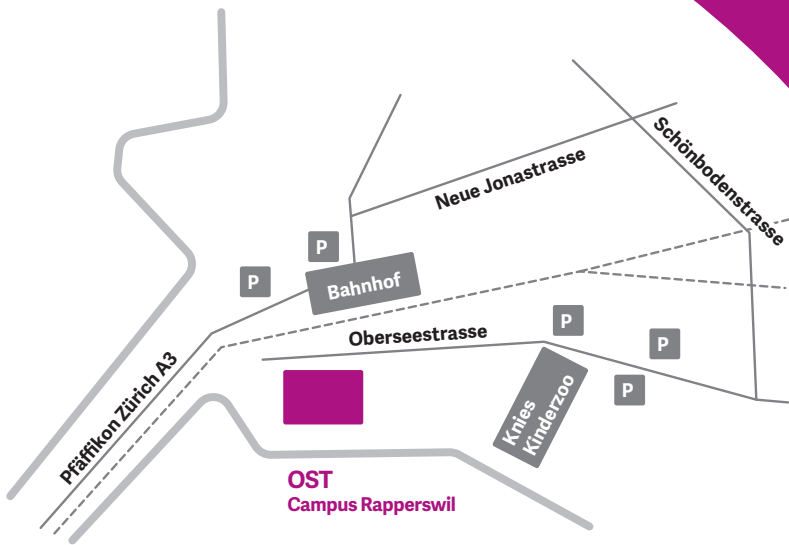 Schönbodenstrasse
Neue Jonastrasse
P
P
Bahnhof
Oberseestrasse
P
P
P
Pfäffikon Zürich A3
Knies
Kinderzoo
OST
Campus Rapperswil